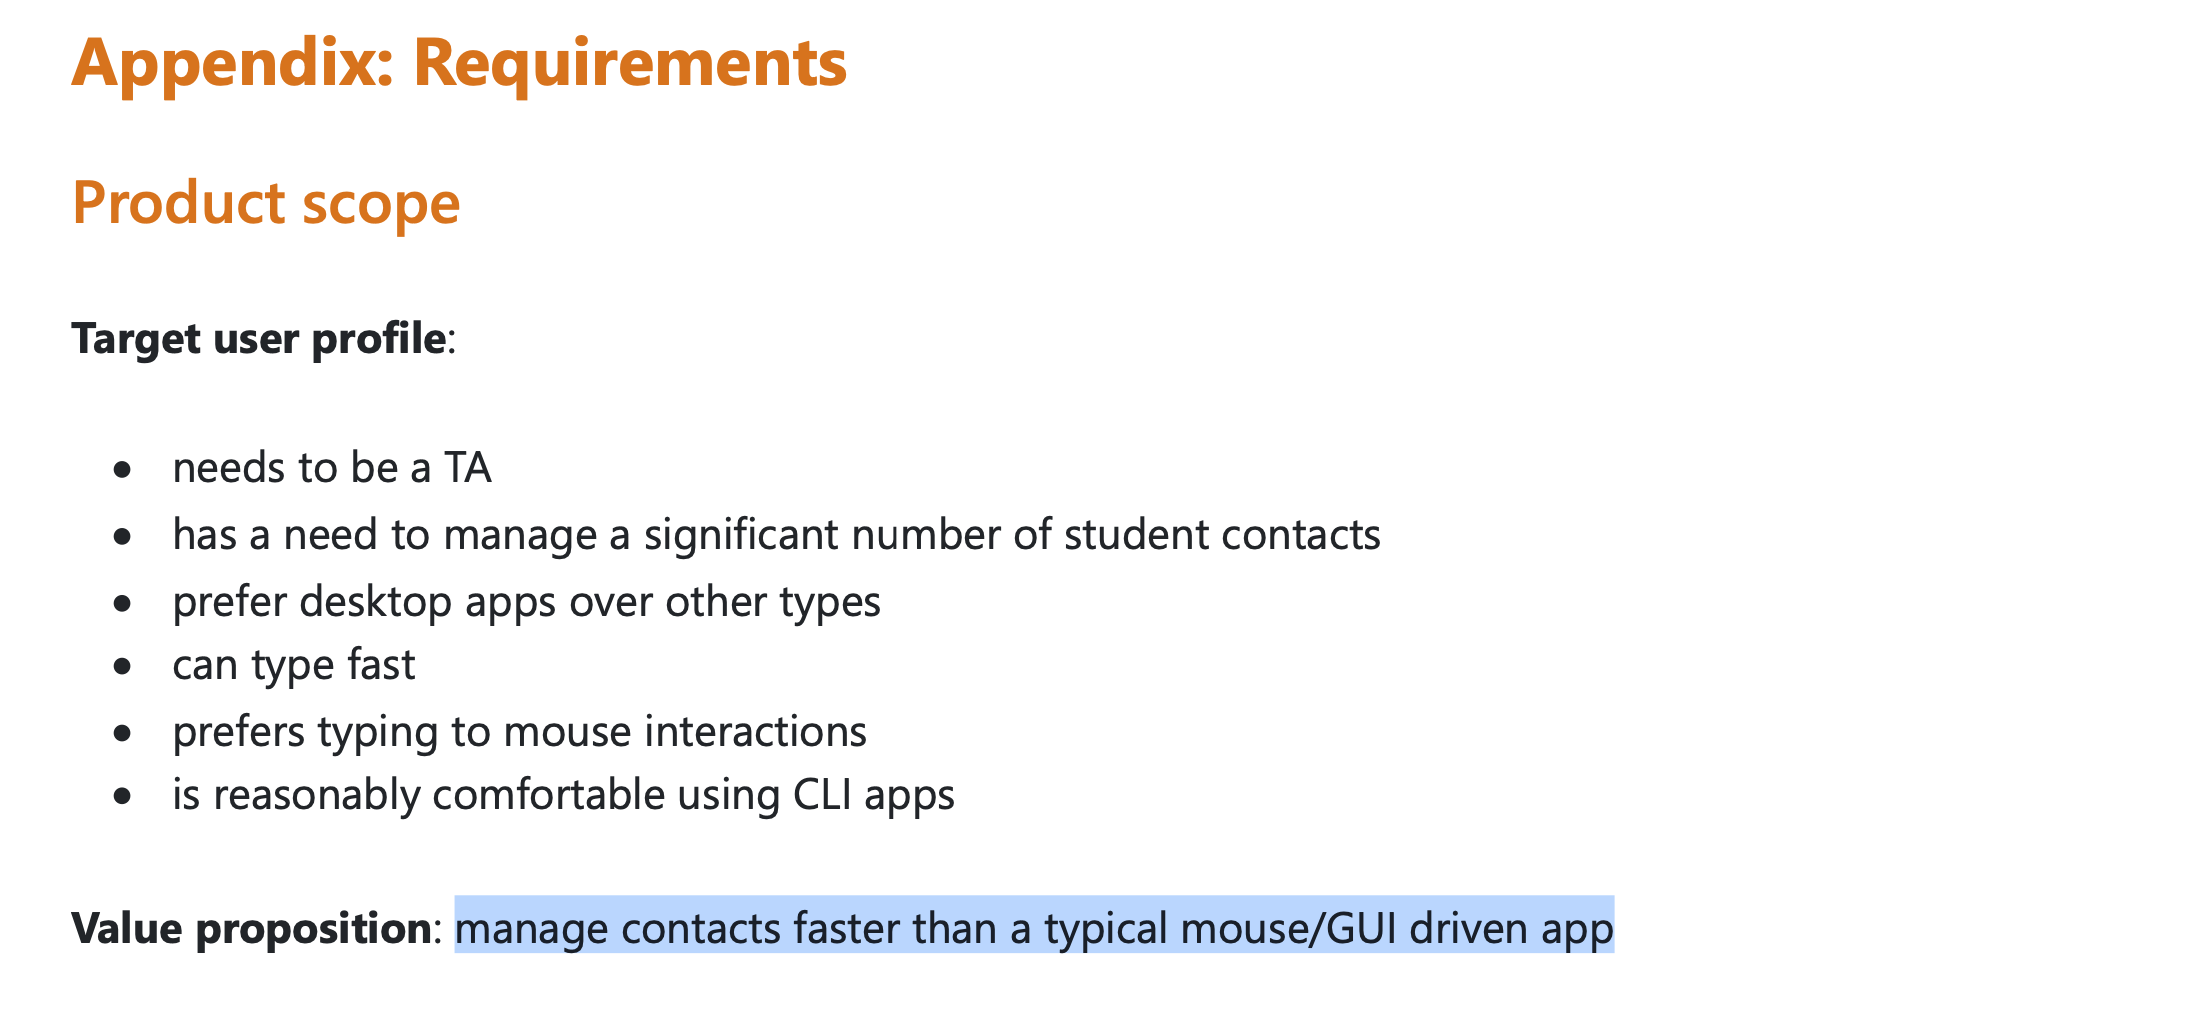 Appendix: Requirements
Product scope
Target user profile:
• needs to be a TA
• has a need to manage a significant number of student contacts
• prefer desktop apps over other types
• can type fast
• prefers typing to mouse interactions
• is reasonably comfortable using CLI apps
Value proposition: manage contacts faster than a typical mouse/GUI driven app